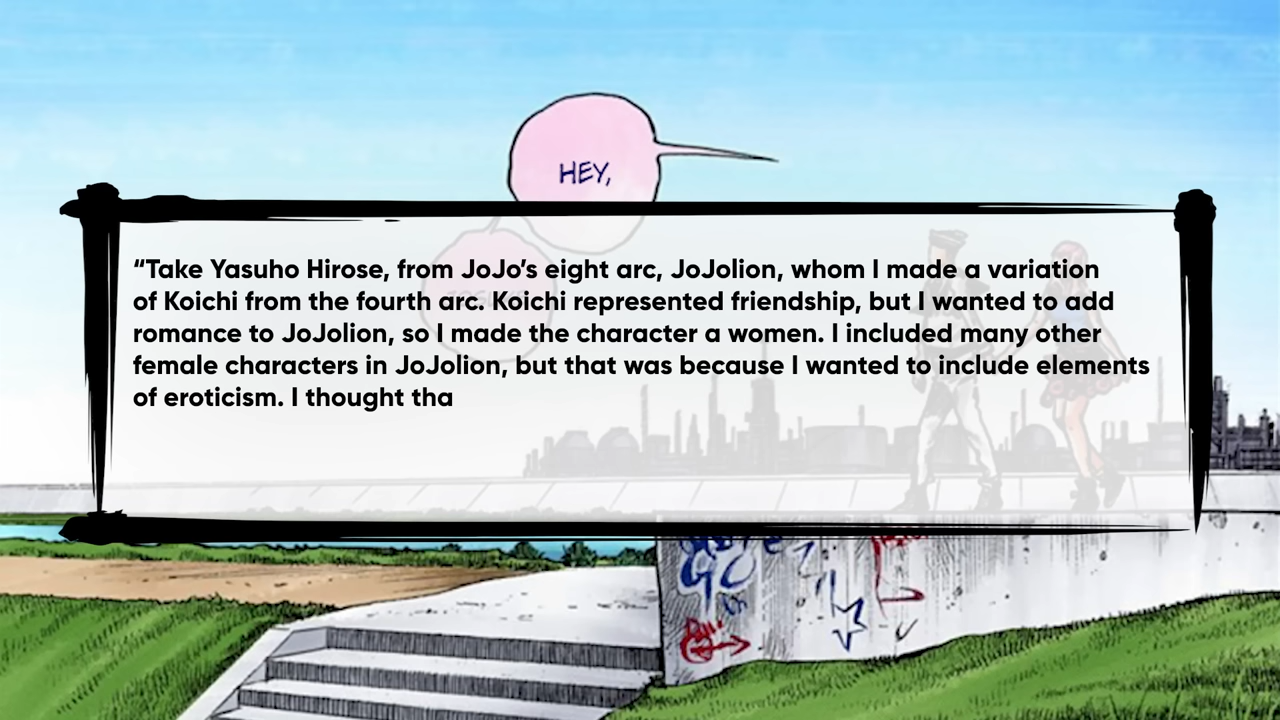 HEY,
“Take Yasuho Hirose, from JoJo’s eight arc, JoJolion, whom I made a variation
of Koichi from the fourth arc. Koichi represented friendship, but I wanted to add
romance to JoJolion, so I made the character a women. I included many other
female characters in JoJolion, but that was because I wanted to include elements
of eroticism. I thought tha